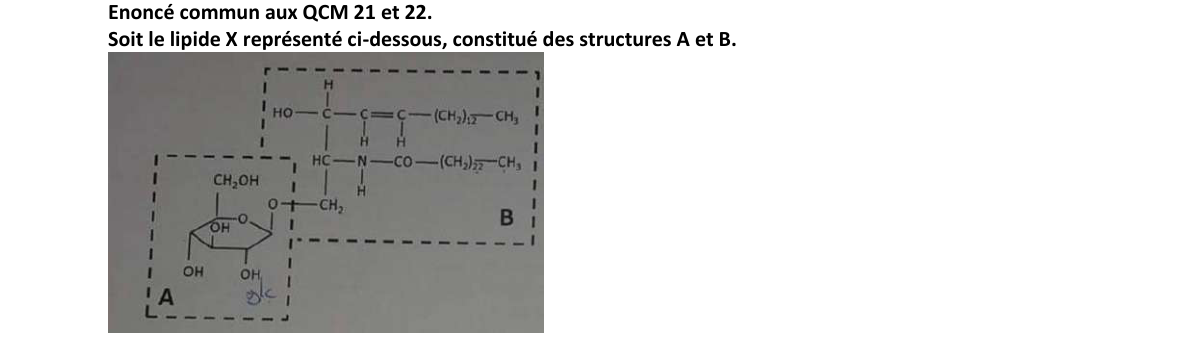 Enoncé commun aux QCM 21 et 22.
Soit le lipide X représenté ci-dessous, constitué des structures A et B.
H
HO—C—C=C—(CH₂)₁₂—CH₃
H H
HC—N—CO—(CH₂)₂₂—CH₃
H
CH₂OH
O—CH₂
O
OH
B
OH OH
glc
A